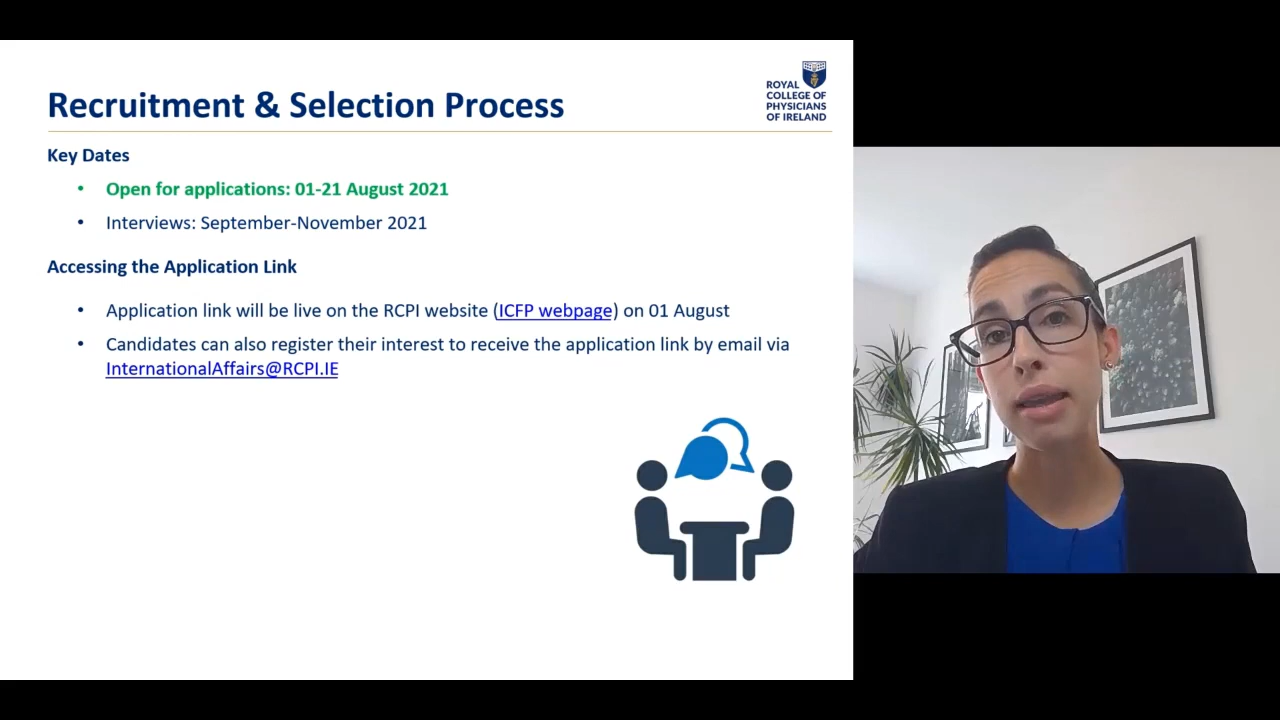 Recruitment & Selection Process
ROYAL
COLLEGE OF
PHYSICIANS
OF IRELAND
Key Dates
• Open for applications: 01-21 August 2021
• Interviews: September-November 2021
Accessing the Application Link
• Application link will be live on the RCPI website (ICFP webpage) on 01 August
• Candidates can also register their interest to receive the application link by email via
InternationalAffairs@RCPI.IE